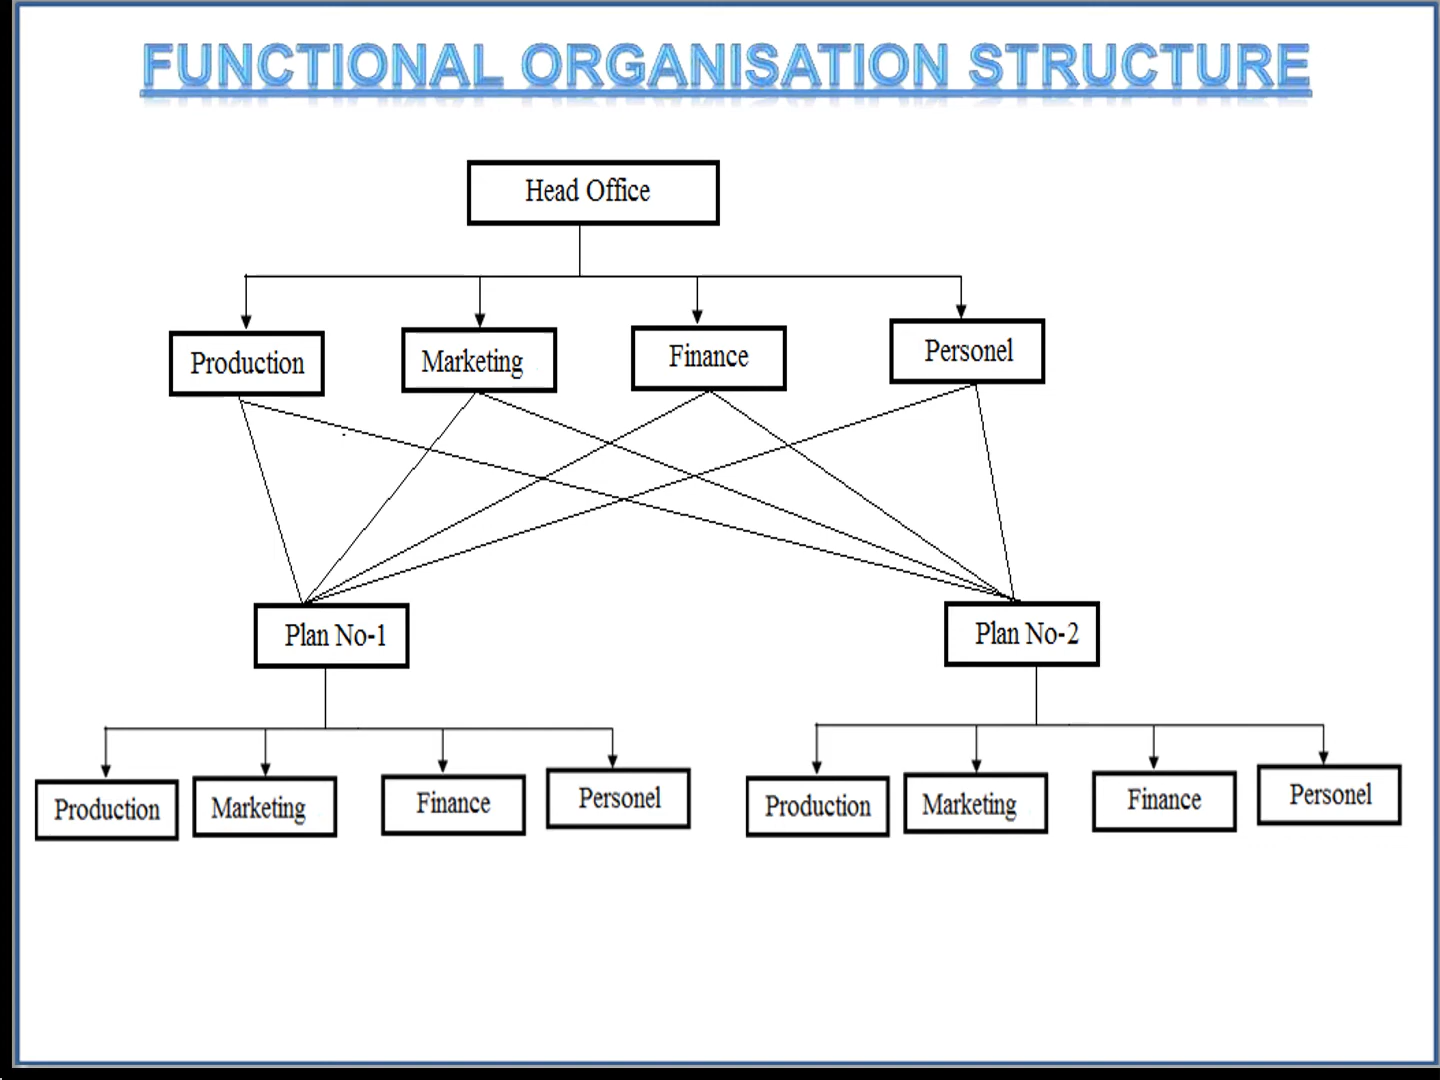 FUNCTIONAL ORGANISATION STRUCTURE
Head Office
Production Marketing Finance Personel
Plan No-1 Plan No-2
Production Marketing Finance Personel Production Marketing Finance Personel